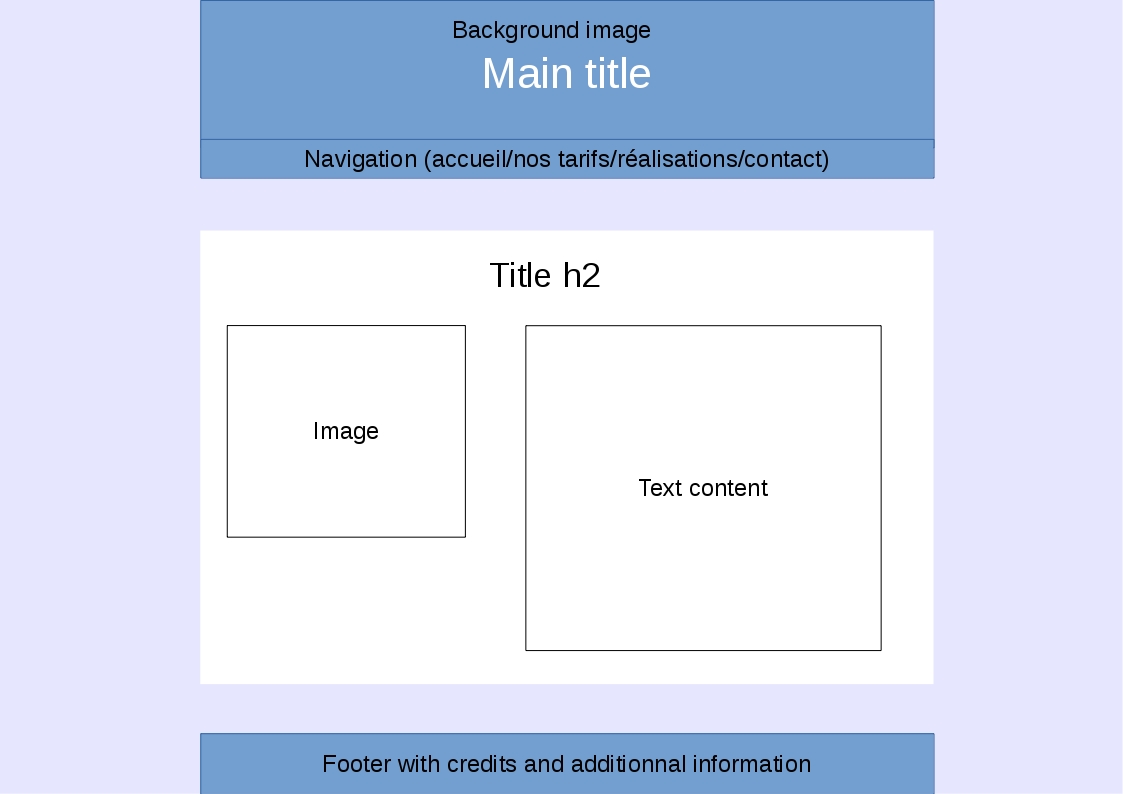 Background image
Main title
Navigation (accueil/nos tarifs/réalisations/contact)
Title h2
Image
Text content
Footer with credits and additionnal information